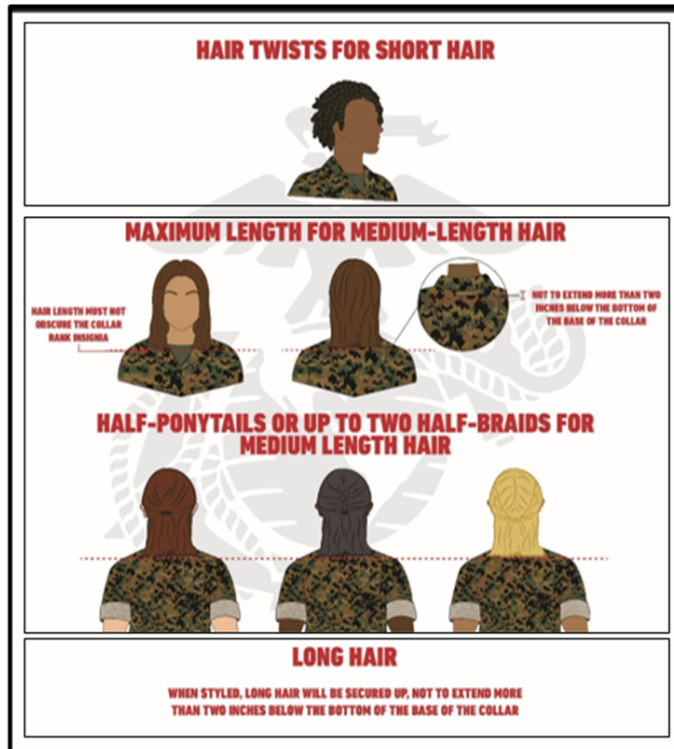 HAIR TWISTS FOR SHORT HAIR
MAXIMUM LENGTH FOR MEDIUM-LENGTH HAIR
HAIR LENGTH MUST NOT
OBSCURE THE COLLAR
RANK INSIGNIA
NOT TO EXTEND MORE THAN TWO
INCHES BELOW THE BOTTOM OF
THE BASE OF THE COLLAR
HALF-PONYTAILS OR UP TO TWO HALF-BRAIDS FOR
MEDIUM LENGTH HAIR
LONG HAIR
WHEN STYLED, LONG HAIR WILL BE SECURED UP, NOT TO EXTEND MORE
THAN TWO INCHES BELOW THE BOTTOM OF THE BASE OF THE COLLAR